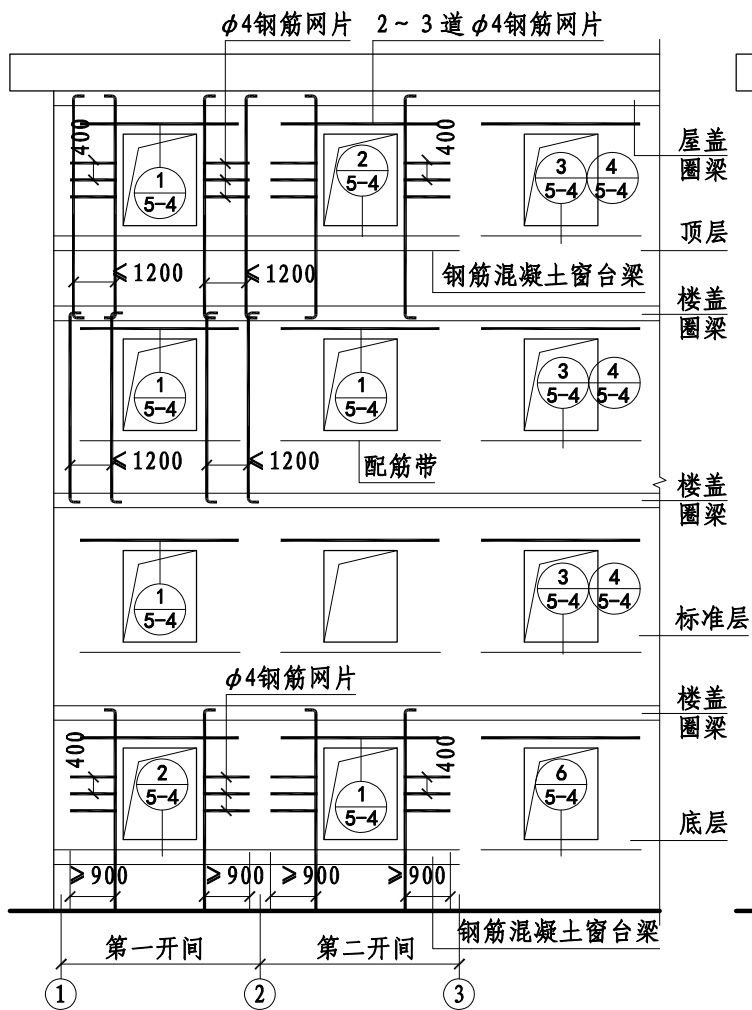 ϕ4钢筋网片 2～3道ϕ4钢筋网片
400 400
1 2 3 4
5-4 5-4 5-4 5-4
屋盖
圈梁
顶层
≤1200 ≤1200 钢筋混凝土窗台梁
楼盖
圈梁
1 1 3 4
5-4 5-4 5-4 5-4
≤1200 ≤1200 配筋带
楼盖
圈梁
1 3 4
5-4 5-4 5-4
标准层
ϕ4钢筋网片
楼盖
圈梁
400 400
2 1 6
5-4 5-4 5-4
底层
≥900 ≥900 ≥900 ≥900
第一开间 第二开间 钢筋混凝土窗台梁
1 2 3